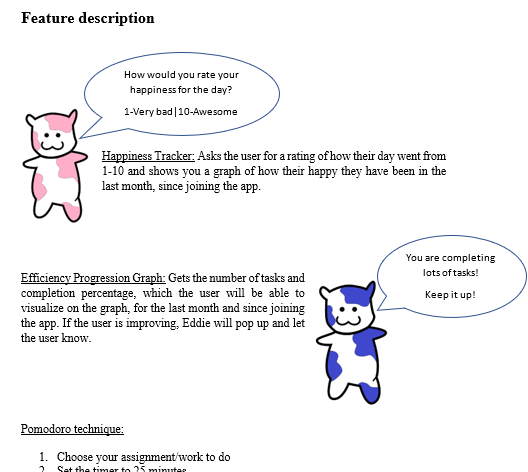 Feature description
How would you rate your
happiness for the day?
1-Very bad|10-Awesome
Happiness Tracker: Asks the user for a rating of how their day went from
1-10 and shows you a graph of how their happy they have been in the
last month, since joining the app.
You are completing
lots of tasks!
Keep it up!
Efficiency Progression Graph: Gets the number of tasks and
completion percentage, which the user will be able to
visualize on the graph, for the last month and since joining
the app. If the user is improving, Eddie will pop up and let
the user know.
Pomodoro technique:
1. Choose your assignment/work to do
2. Set the timer to 25 minutes